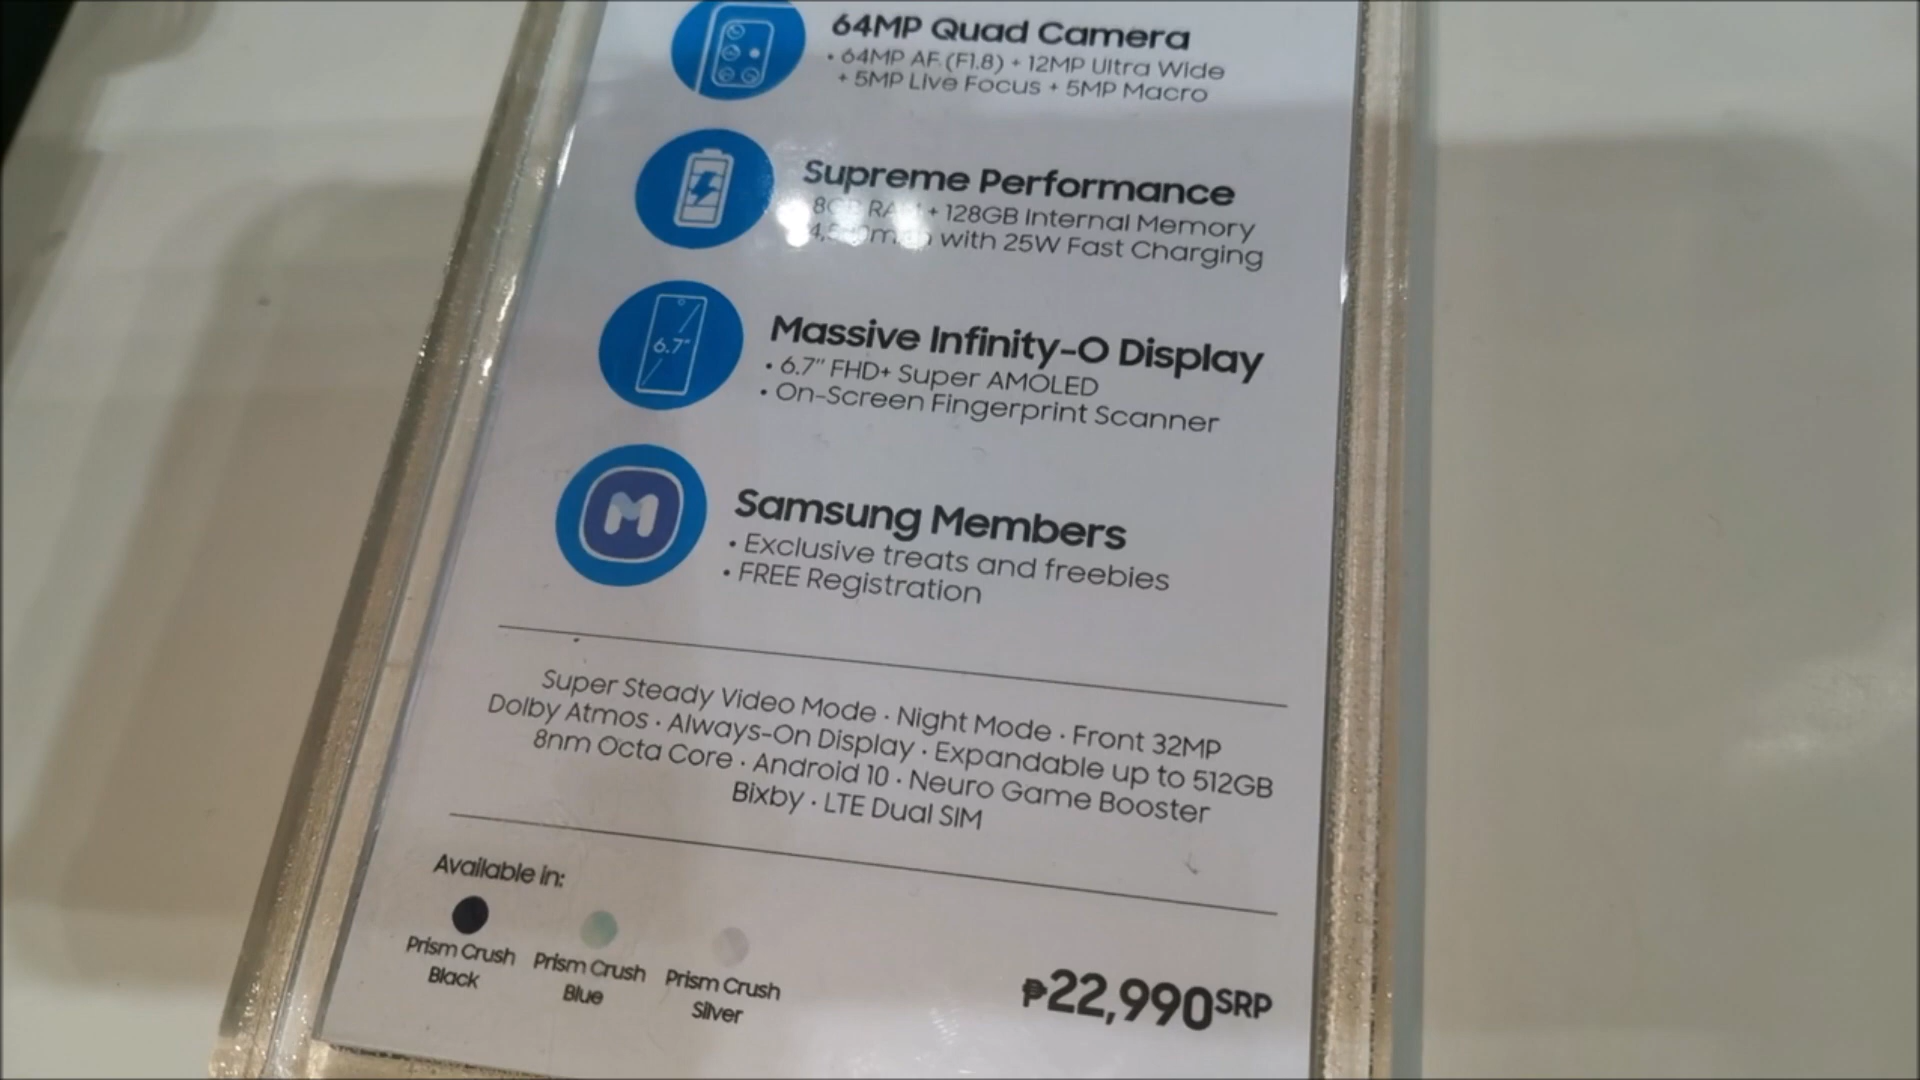 64MP Quad Camera
• 64MP AF (F1.8) + 12MP Ultra Wide
+ 5MP Live Focus + 5MP Macro
Supreme Performance
+ 128GB Internal Memory
with 25W Fast Charging
6.7"
Massive Infinity-O Display
• 6.7" FHD+ Super AMOLED
• On-Screen Fingerprint Scanner
M
Samsung Members
• Exclusive treats and freebies
• FREE Registration
Super Steady Video Mode · Night Mode · Front 32MP
Dolby Atmos · Always-On Display · Expandable up to 512GB
8nm Octa Core · Android 10 · Neuro Game Booster
Bixby · LTE Dual SIM
Available in:
Prism Crush Black
Prism Crush Blue
Prism Crush Silver
₱22,990 SRP